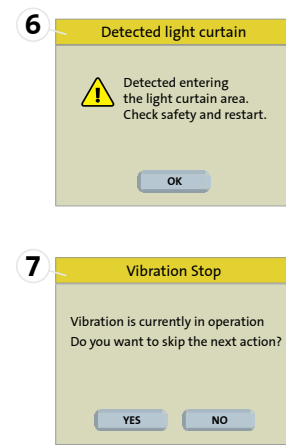 6
Detected light curtain
Detected entering
the light curtain area.
Check safety and restart.
OK
7
Vibration Stop
Vibration is currently in operation
Do you want to skip the next action?
YES NO